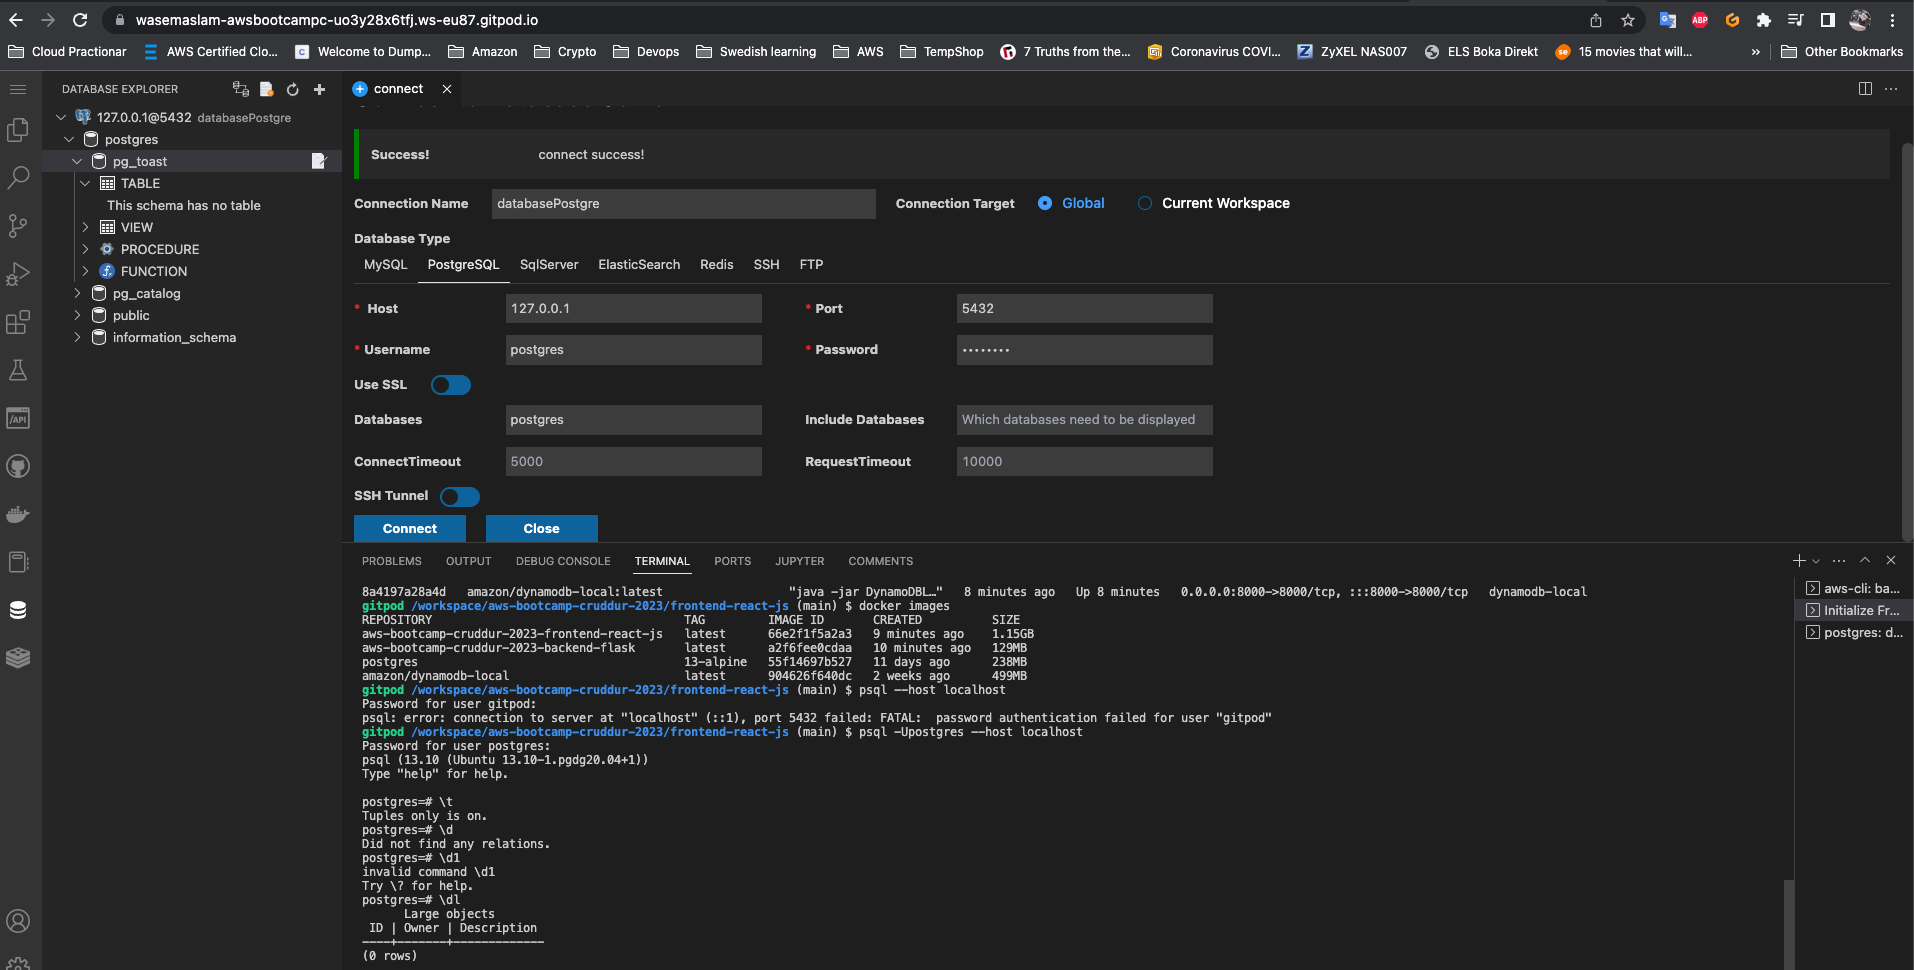 wasemaslam-awsbootcampc-uo3y28x6tfj.ws-eu87.gitpod.io
ABP
Cloud Practionar
AWS Certified Clo...
Welcome to Dump...
Amazon
Crypto
Devops
Swedish learning
AWS
TempShop
7 Truths from the...
Coronavirus COVI...
ZyXEL NAS007
ELS Boka Direkt
15 movies that will...
»
Other Bookmarks
DATABASE EXPLORER
127.0.0.1@5432 databasePostgre
postgres
pg_toast
TABLE
This schema has no table
VIEW
PROCEDURE
FUNCTION
pg_catalog
public
information_schema
/API
connect
Success! connect success!
Connection Name databasePostgre Connection Target Global Current Workspace
Database Type
MySQL PostgreSQL SqlServer ElasticSearch Redis SSH FTP
* Host 127.0.0.1 * Port 5432
* Username postgres * Password ••••••••
Use SSL
Databases postgres Include Databases Which databases need to be displayed
ConnectTimeout 5000 RequestTimeout 10000
SSH Tunnel
Connect Close
PROBLEMS OUTPUT DEBUG CONSOLE TERMINAL PORTS JUPYTER COMMENTS
8a4197a28a4d amazon/dynamodb-local:latest "java -jar DynamoDBL…" 8 minutes ago Up 8 minutes 0.0.0.0:8000->8000/tcp, :::8000->8000/tcp dynamodb-local
gitpod /workspace/aws-bootcamp-cruddur-2023/frontend-react-js (main) $ docker images
REPOSITORY TAG IMAGE ID CREATED SIZE
aws-bootcamp-cruddur-2023-frontend-react-js latest 66e2f1f5a2a3 9 minutes ago 1.15GB
aws-bootcamp-cruddur-2023-backend-flask latest a2f6fee0cdaa 10 minutes ago 129MB
postgres 13-alpine 55f14697b527 11 days ago 238MB
amazon/dynamodb-local latest 904626f640dc 2 weeks ago 499MB
gitpod /workspace/aws-bootcamp-cruddur-2023/frontend-react-js (main) $ psql --host localhost
Password for user gitpod:
psql: error: connection to server at "localhost" (::1), port 5432 failed: FATAL:  password authentication failed for user "gitpod"
gitpod /workspace/aws-bootcamp-cruddur-2023/frontend-react-js (main) $ psql -Upostgres --host localhost
Password for user postgres:
psql (13.10 (Ubuntu 13.10-1.pgdg20.04+1))
Type "help" for help.
postgres=# \t
Tuples only is on.
postgres=# \d
Did not find any relations.
postgres=# \d1
invalid command \d1
Try \? for help.
postgres=# \dl
Large objects
ID | Owner | Description
----+-------+-------------
(0 rows)
aws-cli: ba...
Initialize Fr...
postgres: d...